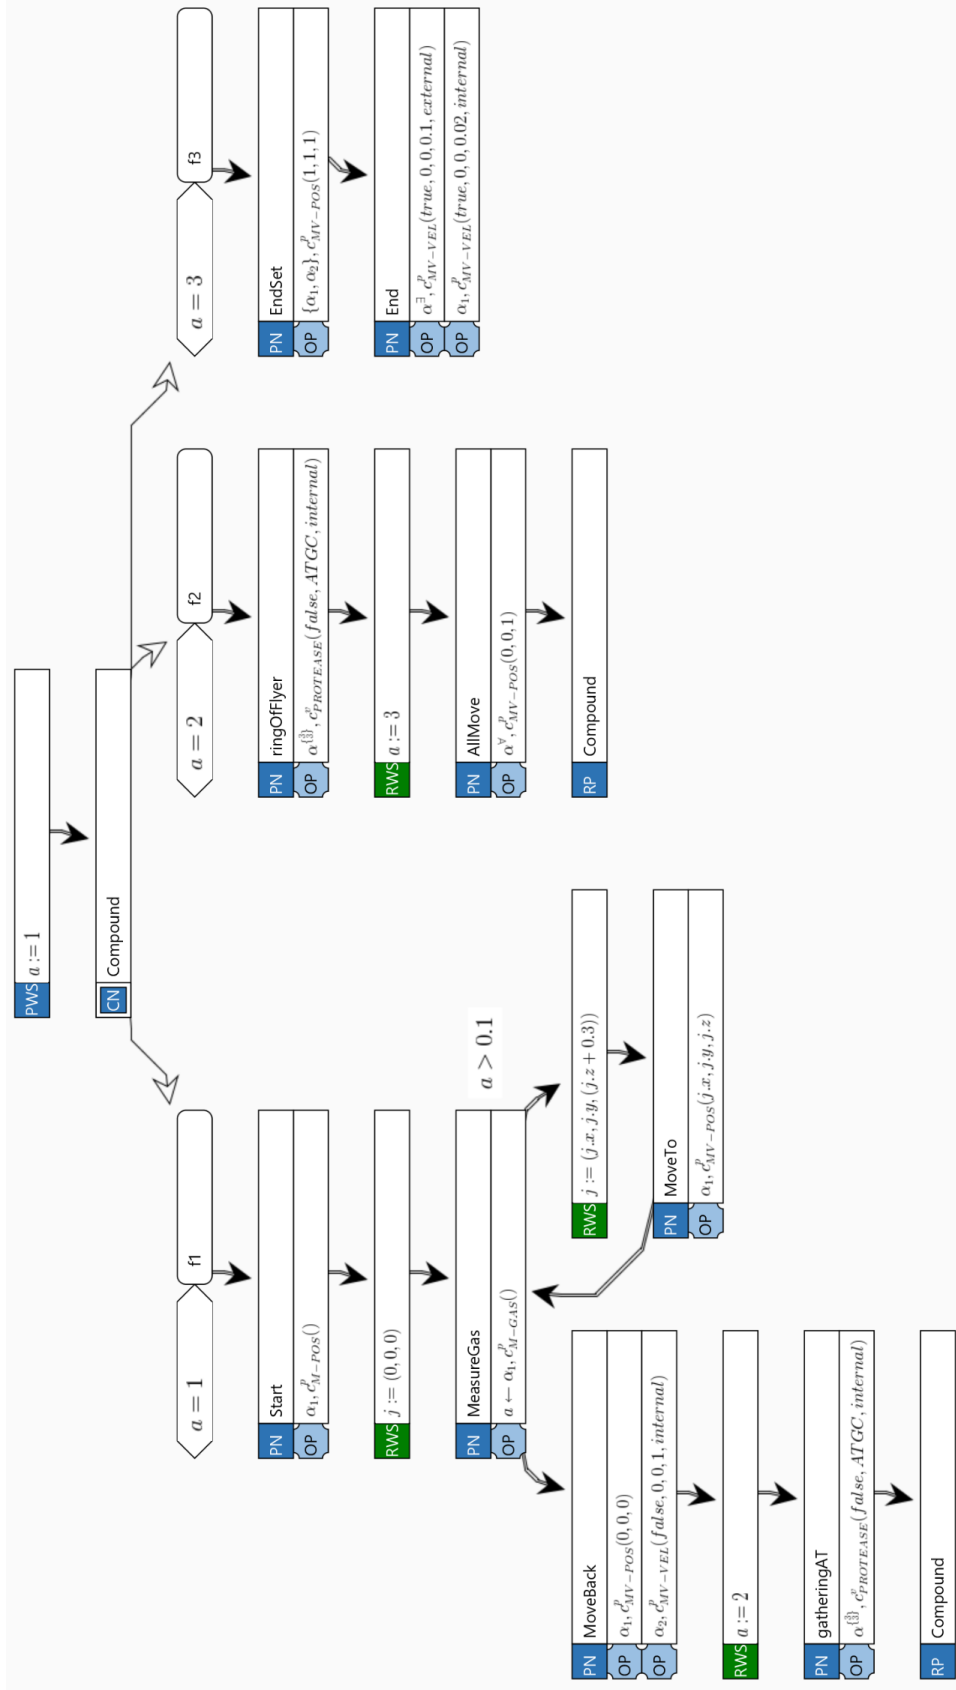 PWS a := 1
CN Compound
a = 1 f1
PN Start
OP α₁, c^p_{M−POS}()
RWS j := (0, 0, 0)
PN MeasureGas
OP a ← α₁, c^p_{M−GAS}()
PN MoveBack
OP α₁, c^p_{MV−POS}(0, 0, 0)
OP α₂, c^p_{MV−VEL}(false, 0, 0, 1, internal)
RWS a := 2
PN gatheringAT
OP α^{{3/3}}, c^v_{PROTEASE}(false, ATGC, internal)
RP Compound
a > 0.1
RWS j := (j.x, j.y, (j.z + 0.3))
PN MoveTo
OP α₁, c^p_{MV−POS}(j.x, j.y, j.z)
a = 2 f2
PN ringOfFlyer
OP α^{{3/3}}, c^v_{PROTEASE}(false, ATGC, internal)
RWS a := 3
PN AllMove
OP α^∀, c^p_{MV−POS}(0, 0, 1)
RP Compound
a = 3 f3
PN EndSet
OP {α₁, α₂}, c^p_{MV−POS}(1, 1, 1)
PN End
OP α^∃, c^p_{MV−VEL}(true, 0, 0, 0.1, external)
OP α₁, c^p_{MV−VEL}(true, 0, 0, 0.02, internal)